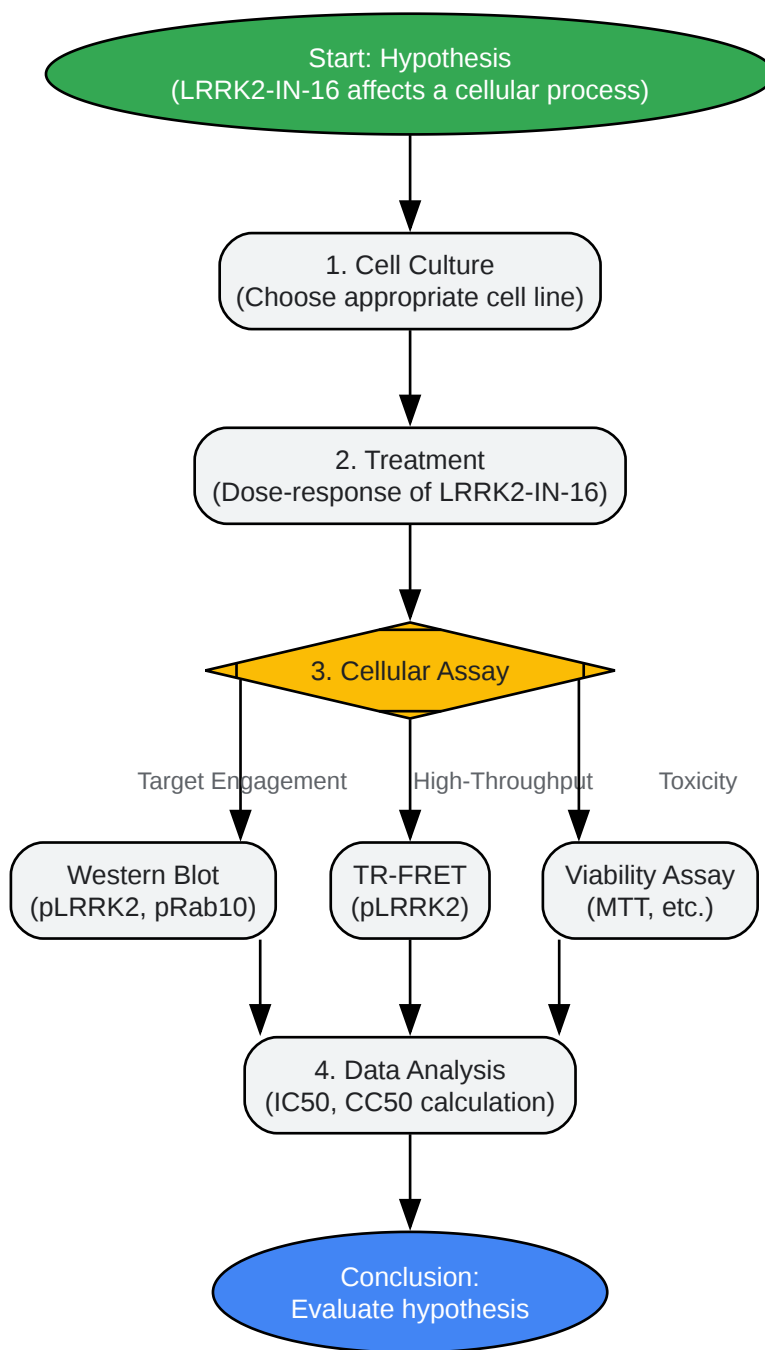 Start: Hypothesis
(LRRK2-IN-16 affects a cellular process)
1. Cell Culture
(Choose appropriate cell line)
2. Treatment
(Dose-response of LRRK2-IN-16)
3. Cellular Assay
Target Engagement
High-Throughput
Toxicity
Western Blot
(pLRRK2, pRab10)
TR-FRET
(pLRRK2)
Viability Assay
(MTT, etc.)
4. Data Analysis
(IC50, CC50 calculation)
Conclusion:
Evaluate hypothesis